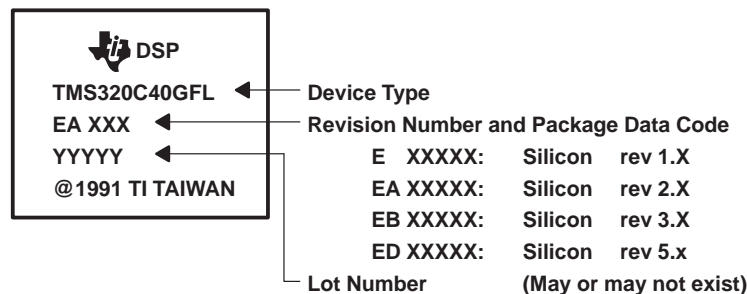 DSP
TMS320C40GFL Device Type
EA XXX Revision Number and Package Data Code
YYYYY E XXXXX: Silicon rev 1.X
@1991 TI TAIWAN EA XXXXX: Silicon rev 2.X
EB XXXXX: Silicon rev 3.X
ED XXXXX: Silicon rev 5.x
Lot Number (May or may not exist)